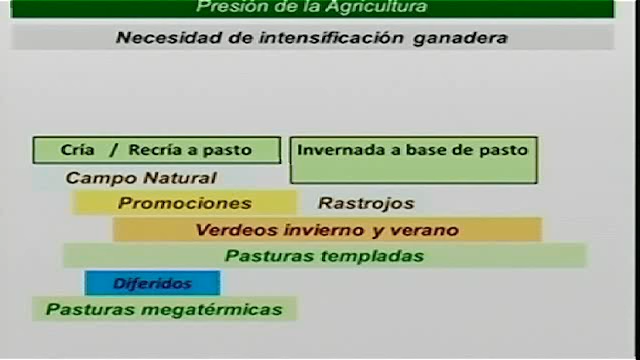 Presión de la Agricultura
Necesidad de intensificación ganadera
Cría / Recría a pasto
Invernada a base de pasto
Campo Natural
Promociones
Rastrojos
Verdeos invierno y verano
Pasturas templadas
Diferidos
Pasturas megatérmicas